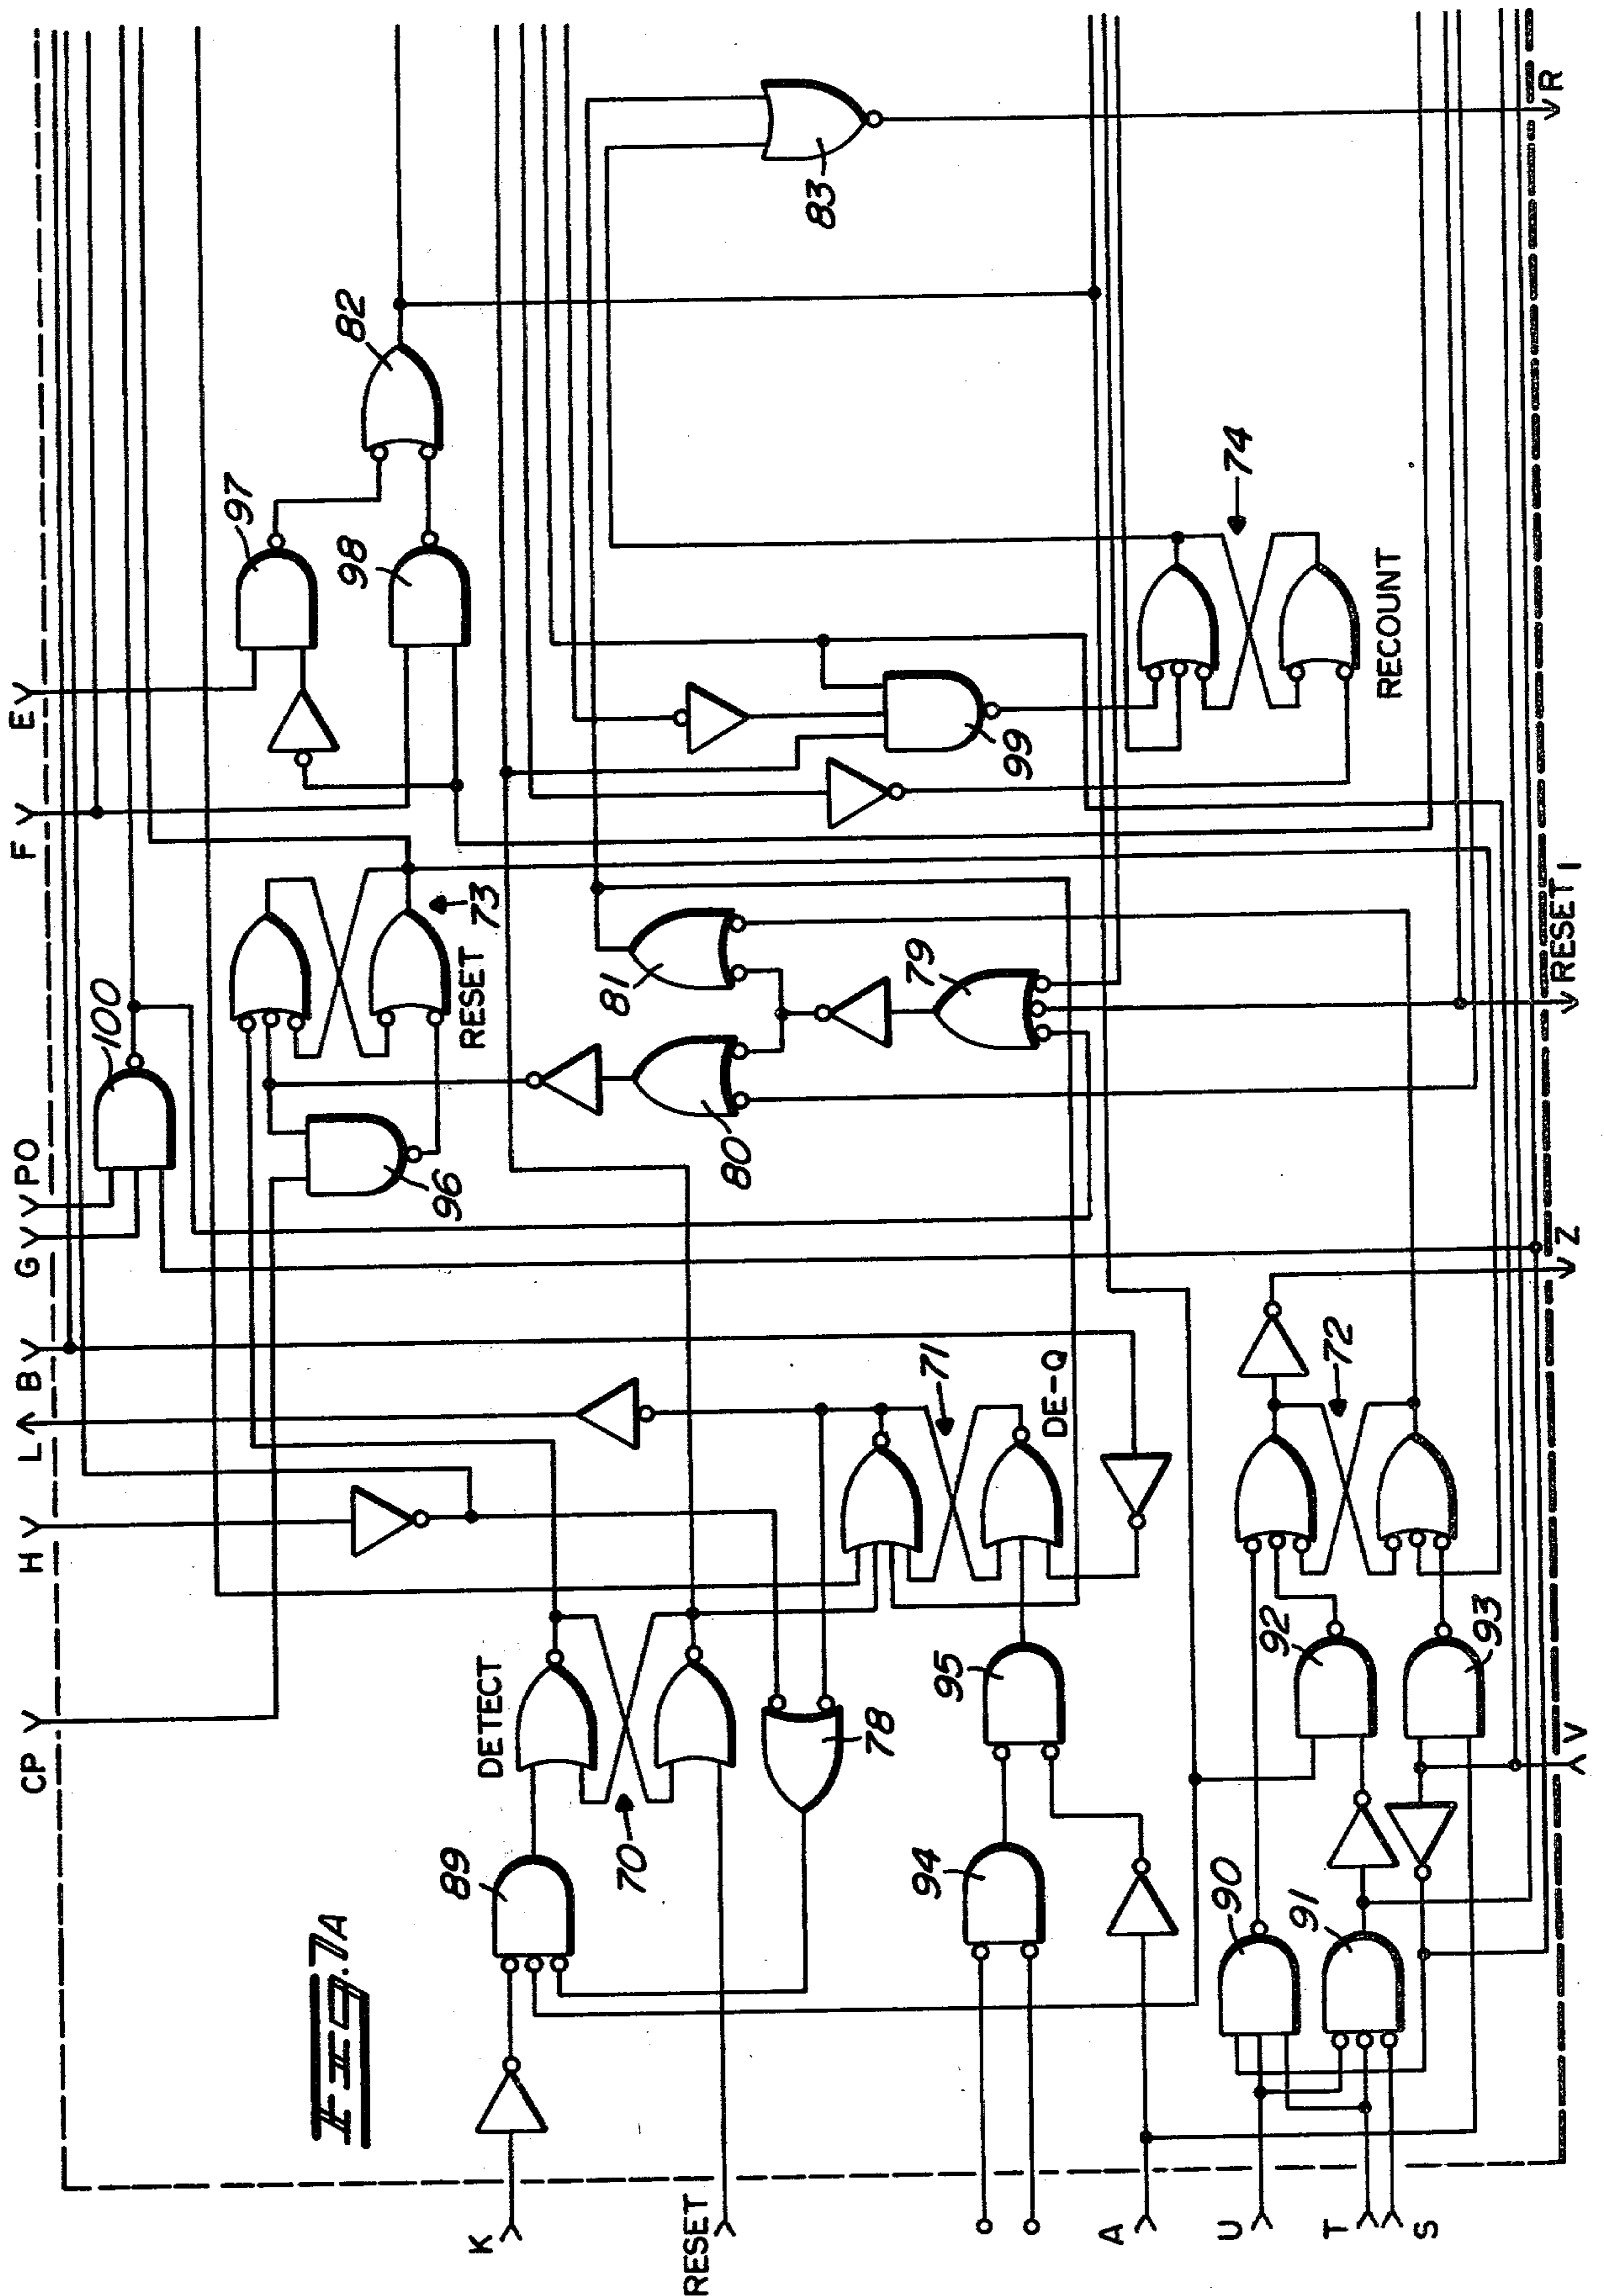 FIG. 7A
CP
H
L
B
G
PO
F
E
K
RESET
A
U
T
S
V
Z
RESET 1
R
100
97
82
98
73
RESET
96
83
81
79
80
99
74
RECOUNT
DETECT
70
89
78
71
DE-Q
95
94
72
92
93
90
91